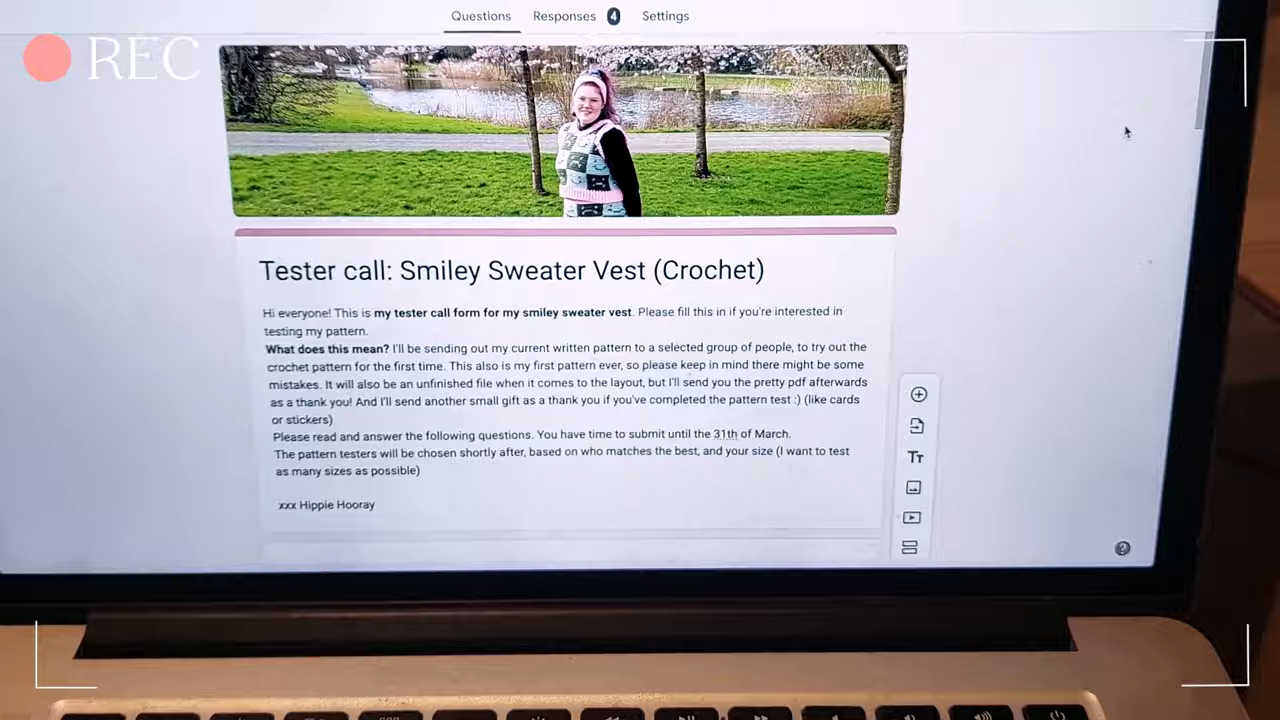 Questions Responses 4 Settings
REC
Tester call: Smiley Sweater Vest (Crochet)
Hi everyone! This is my tester call form for my smiley sweater vest. Please fill this in if you're interested in
testing my pattern.
What does this mean? I'll be sending out my current written pattern to a selected group of people, to try out the
crochet pattern for the first time. This also is my first pattern ever, so please keep in mind there might be some
mistakes. It will also be an unfinished file when it comes to the layout, but I'll send you the pretty pdf afterwards
as a thank you! And I'll send another small gift as a thank you if you've completed the pattern test :) (like cards
or stickers)
Please read and answer the following questions. You have time to submit until the 31th of March.
The pattern testers will be chosen shortly after, based on who matches the best, and your size (I want to test
as many sizes as possible)
xxx Hippie Hooray
Tт